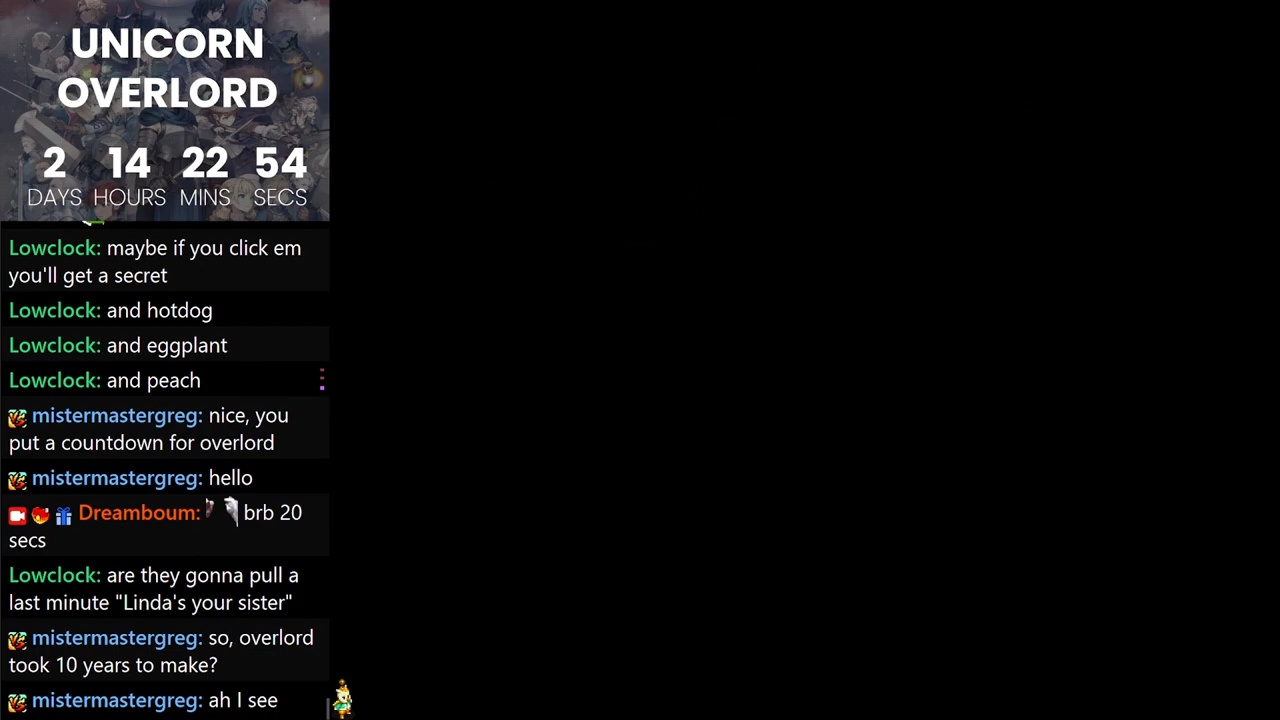 UNICORN
OVERLORD
2 14 22 54
DAYS HOURS MINS SECS
Lowclock: maybe if you click em
you'll get a secret
Lowclock: and hotdog
Lowclock: and eggplant
Lowclock: and peach
mistermastergreg: nice, you
put a countdown for overlord
mistermastergreg: hello
Dreamboum: brb 20
secs
Lowclock: are they gonna pull a
last minute "Linda's your sister"
mistermastergreg: so, overlord
took 10 years to make?
mistermastergreg: ah I see